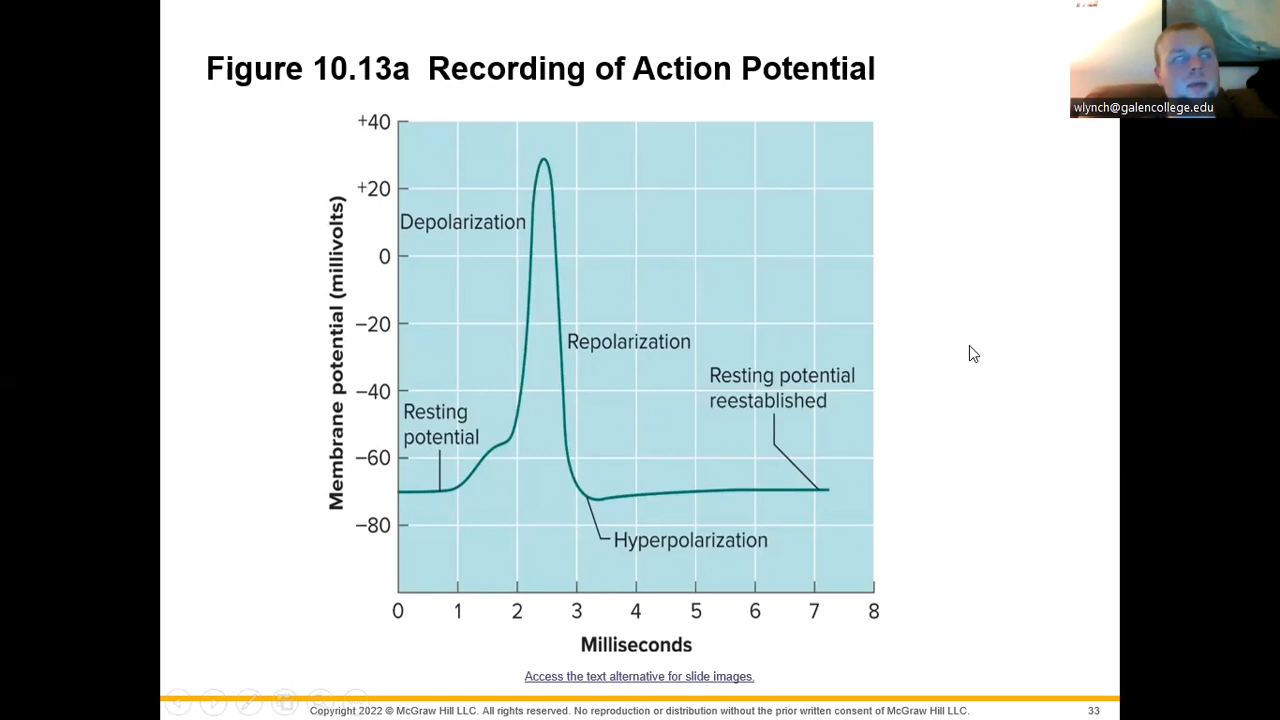 Figure 10.13a Recording of Action Potential
wlynch@galencollege.edu
+40
+20
0
−20
−40
−60
−80
Membrane potential (millivolts)
Depolarization
Repolarization
Resting
potential
Resting potential
reestablished
Hyperpolarization
0 1 2 3 4 5 6 7 8
Milliseconds
Access the text alternative for slide images.
Copyright 2022 © McGraw Hill LLC. All rights reserved. No reproduction or distribution without the prior written consent of McGraw Hill LLC.
33